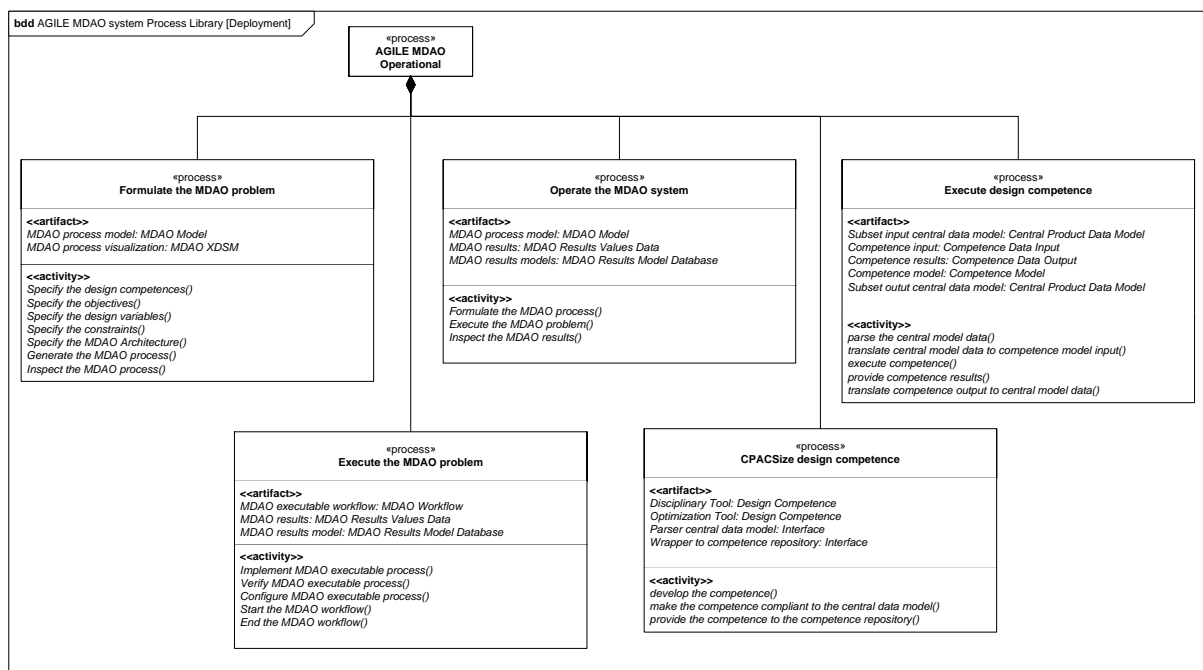 bdd AGILE MDAO system Process Library [Deployment]
«process»
AGILE MDAO
Operational
«process»
Formulate the MDAO problem
<<artifact>>
MDAO process model: MDAO Model
MDAO process visualization: MDAO XDSM
<<activity>>
Specify the design competences()
Specify the objectives()
Specify the design variables()
Specify the constraints()
Specify the MDAO Architecture()
Generate the MDAO process()
Inspect the MDAO process()
«process»
Operate the MDAO system
<<artifact>>
MDAO process model: MDAO Model
MDAO results: MDAO Results Values Data
MDAO results models: MDAO Results Model Database
<<activity>>
Formulate the MDAO process()
Execute the MDAO problem()
Inspect the MDAO results()
«process»
Execute design competence
<<artifact>>
Subset input central data model: Central Product Data Model
Competence input: Competence Data Input
Competence results: Competence Data Output
Competence model: Competence Model
Subset outut central data model: Central Product Data Model
<<activity>>
parse the central model data()
translate central model data to competence model input()
execute competence()
provide competence results()
translate competence output to central model data()
«process»
Execute the MDAO problem
<<artifact>>
MDAO executable workflow: MDAO Workflow
MDAO results: MDAO Results Values Data
MDAO results model: MDAO Results Model Database
<<activity>>
Implement MDAO executable process()
Verify MDAO executable process()
Configure MDAO executable process()
Start the MDAO workflow()
End the MDAO workflow()
«process»
CPACSize design competence
<<artifact>>
Disciplinary Tool: Design Competence
Optimization Tool: Design Competence
Parser central data model: Interface
Wrapper to competence repository: Interface
<<activity>>
develop the competence()
make the competence compliant to the central data model()
provide the competence to the competence repository()